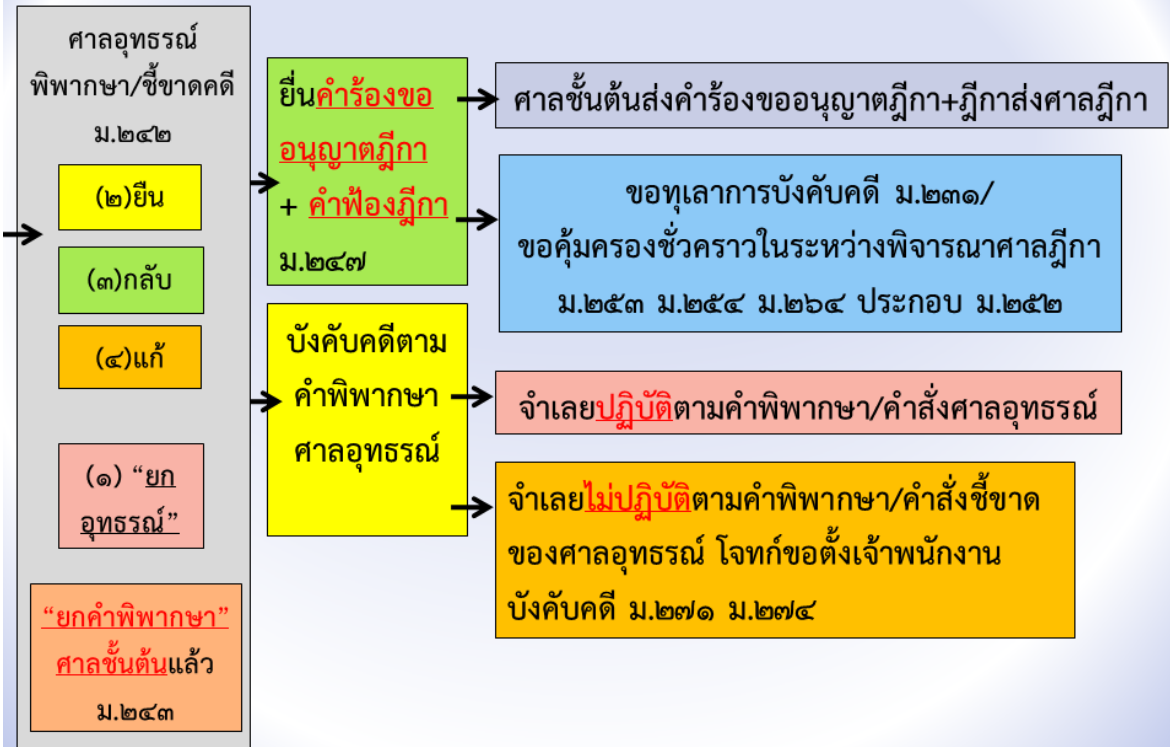 ศาลอุทธรณ์
พิพากษา/ชี้ขาดคดี
ม.๒๔๒
(๒)ยืน
(๓)กลับ
(๔)แก้
(๑) “ยก
อุทธรณ์”
“ยกคำพิพากษา”
ศาลชั้นต้นแล้ว
ม.๒๔๓
ยื่นคำร้องขอ
อนุญาตฎีกา
+ คำฟ้องฎีกา
ม.๒๔๗
ศาลชั้นต้นส่งคำร้องขออนุญาตฎีกา+ฎีกาส่งศาลฎีกา
ขอทุเลาการบังคับคดี ม.๒๓๑/
ขอคุ้มครองชั่วคราวในระหว่างพิจารณาศาลฎีกา
ม.๒๕๓ ม.๒๕๔ ม.๒๖๔ ประกอบ ม.๒๕๒
บังคับคดีตาม
คำพิพากษา
ศาลอุทธรณ์
จำเลยปฏิบัติตามคำพิพากษา/คำสั่งศาลอุทธรณ์
จำเลยไม่ปฏิบัติตามคำพิพากษา/คำสั่งชี้ขาด
ของศาลอุทธรณ์ โจทก์ขอตั้งเจ้าพนักงาน
บังคับคดี ม.๒๗๑ ม.๒๗๔